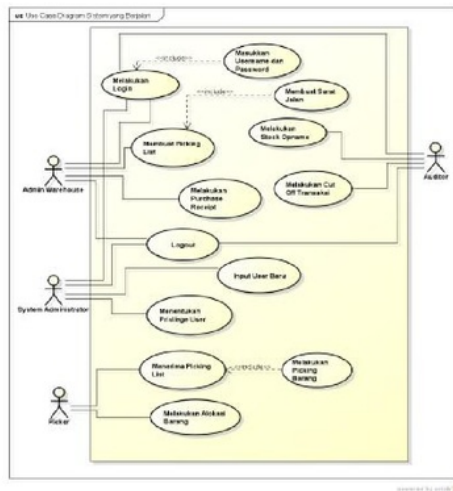 uc Use Case Diagram Sistem yang Berjalan
Melakukan
Login
<<include>>
Masukkan
Username dan
Password
<<include>>
Membuat Surat
Jalan
Membuat Picking
List
Melakukan
Stock Opname
Admin Warehouse
Auditor
Melakukan
Purchase
Receipt
Melakukan Cut
Off Transaksi
Logout
System Administrator
Input User Baru
Menentukan
Privilege User
Menerima Picking
List
<<include>>
Melakukan
Picking
Barang
Picker
Melakukan Alokasi
Barang